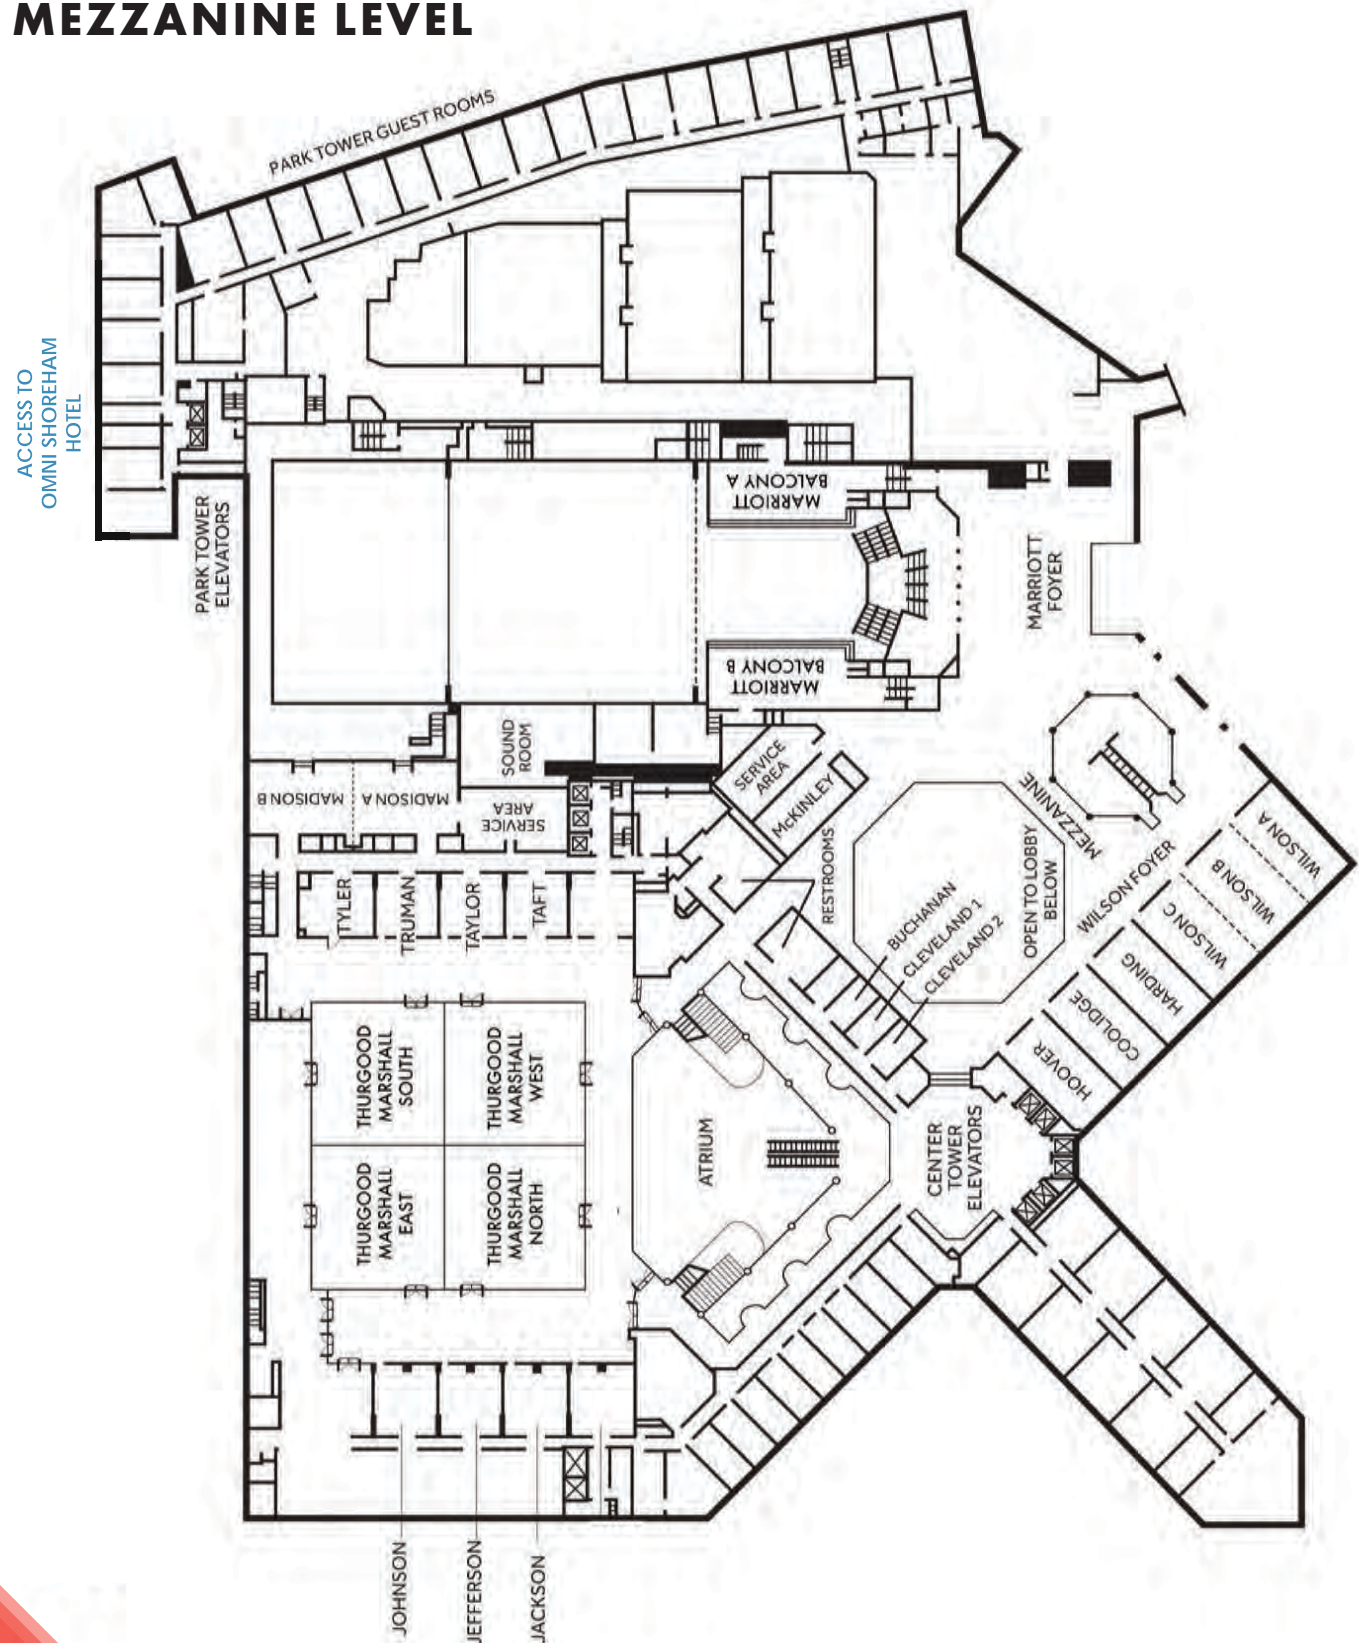 MEZZANINE LEVEL
PARK TOWER GUEST ROOMS
ACCESS TO
OMNI SHOREHAM
HOTEL
PARK TOWER
ELEVATORS
MARRIOTT
BALCONY A
MARRIOTT
FOYER
MARRIOTT
BALCONY B
SOUND
ROOM
SERVICE
AREA
McKINLEY
MADISON B
MADISON A
SERVICE
AREA
MEZZANINE
WILSON A
WILSON B
WILSON C
WILSON FOYER
RESTROOMS
OPEN TO LOBBY
BELOW
TYLER
TRUMAN
TAYLOR
TAFT
BUCHANAN
CLEVELAND 1
CLEVELAND 2
HARDING
COOLIDGE
HOOVER
THURGOOD
MARSHALL
SOUTH
THURGOOD
MARSHALL
WEST
THURGOOD
MARSHALL
EAST
THURGOOD
MARSHALL
NORTH
ATRIUM
CENTER
TOWER
ELEVATORS
JOHNSON
JEFFERSON
JACKSON